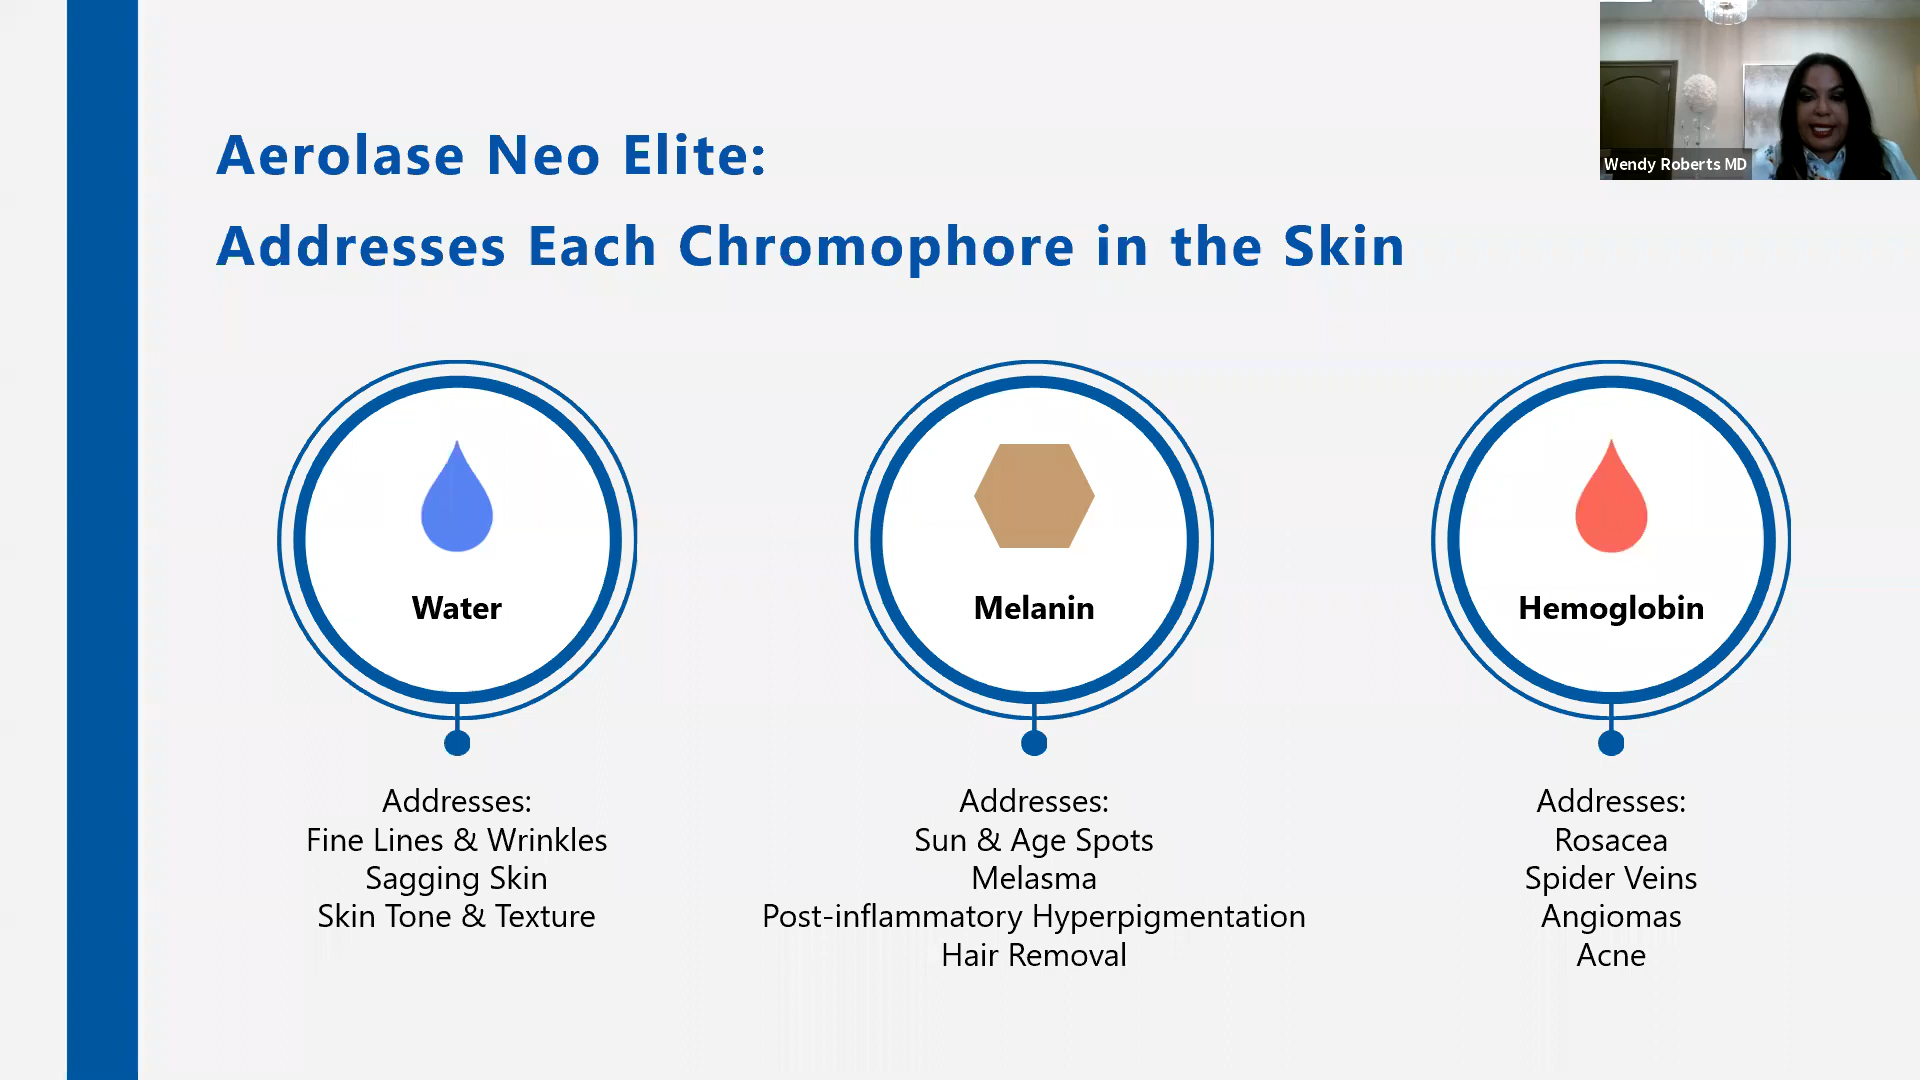 Aerolase Neo Elite:
Addresses Each Chromophore in the Skin
Wendy Roberts MD
Water
Addresses:
Fine Lines & Wrinkles
Sagging Skin
Skin Tone & Texture
Melanin
Addresses:
Sun & Age Spots
Melasma
Post-inflammatory Hyperpigmentation
Hair Removal
Hemoglobin
Addresses:
Rosacea
Spider Veins
Angiomas
Acne